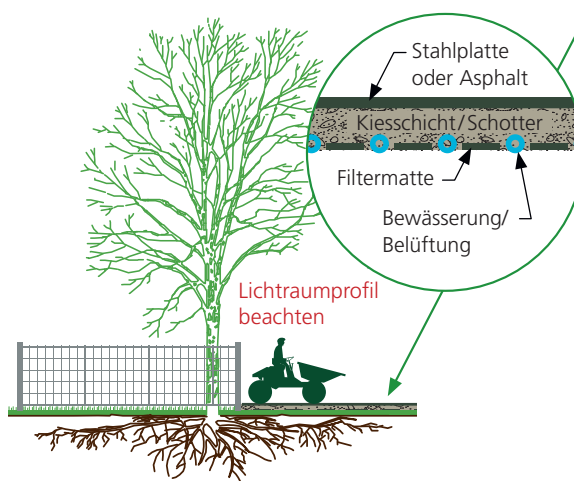 Stahlplatte
oder Asphalt
Kiesschicht/Schotter
Filtermatte
Bewässerung/
Belüftung
Lichtraumprofil
beachten